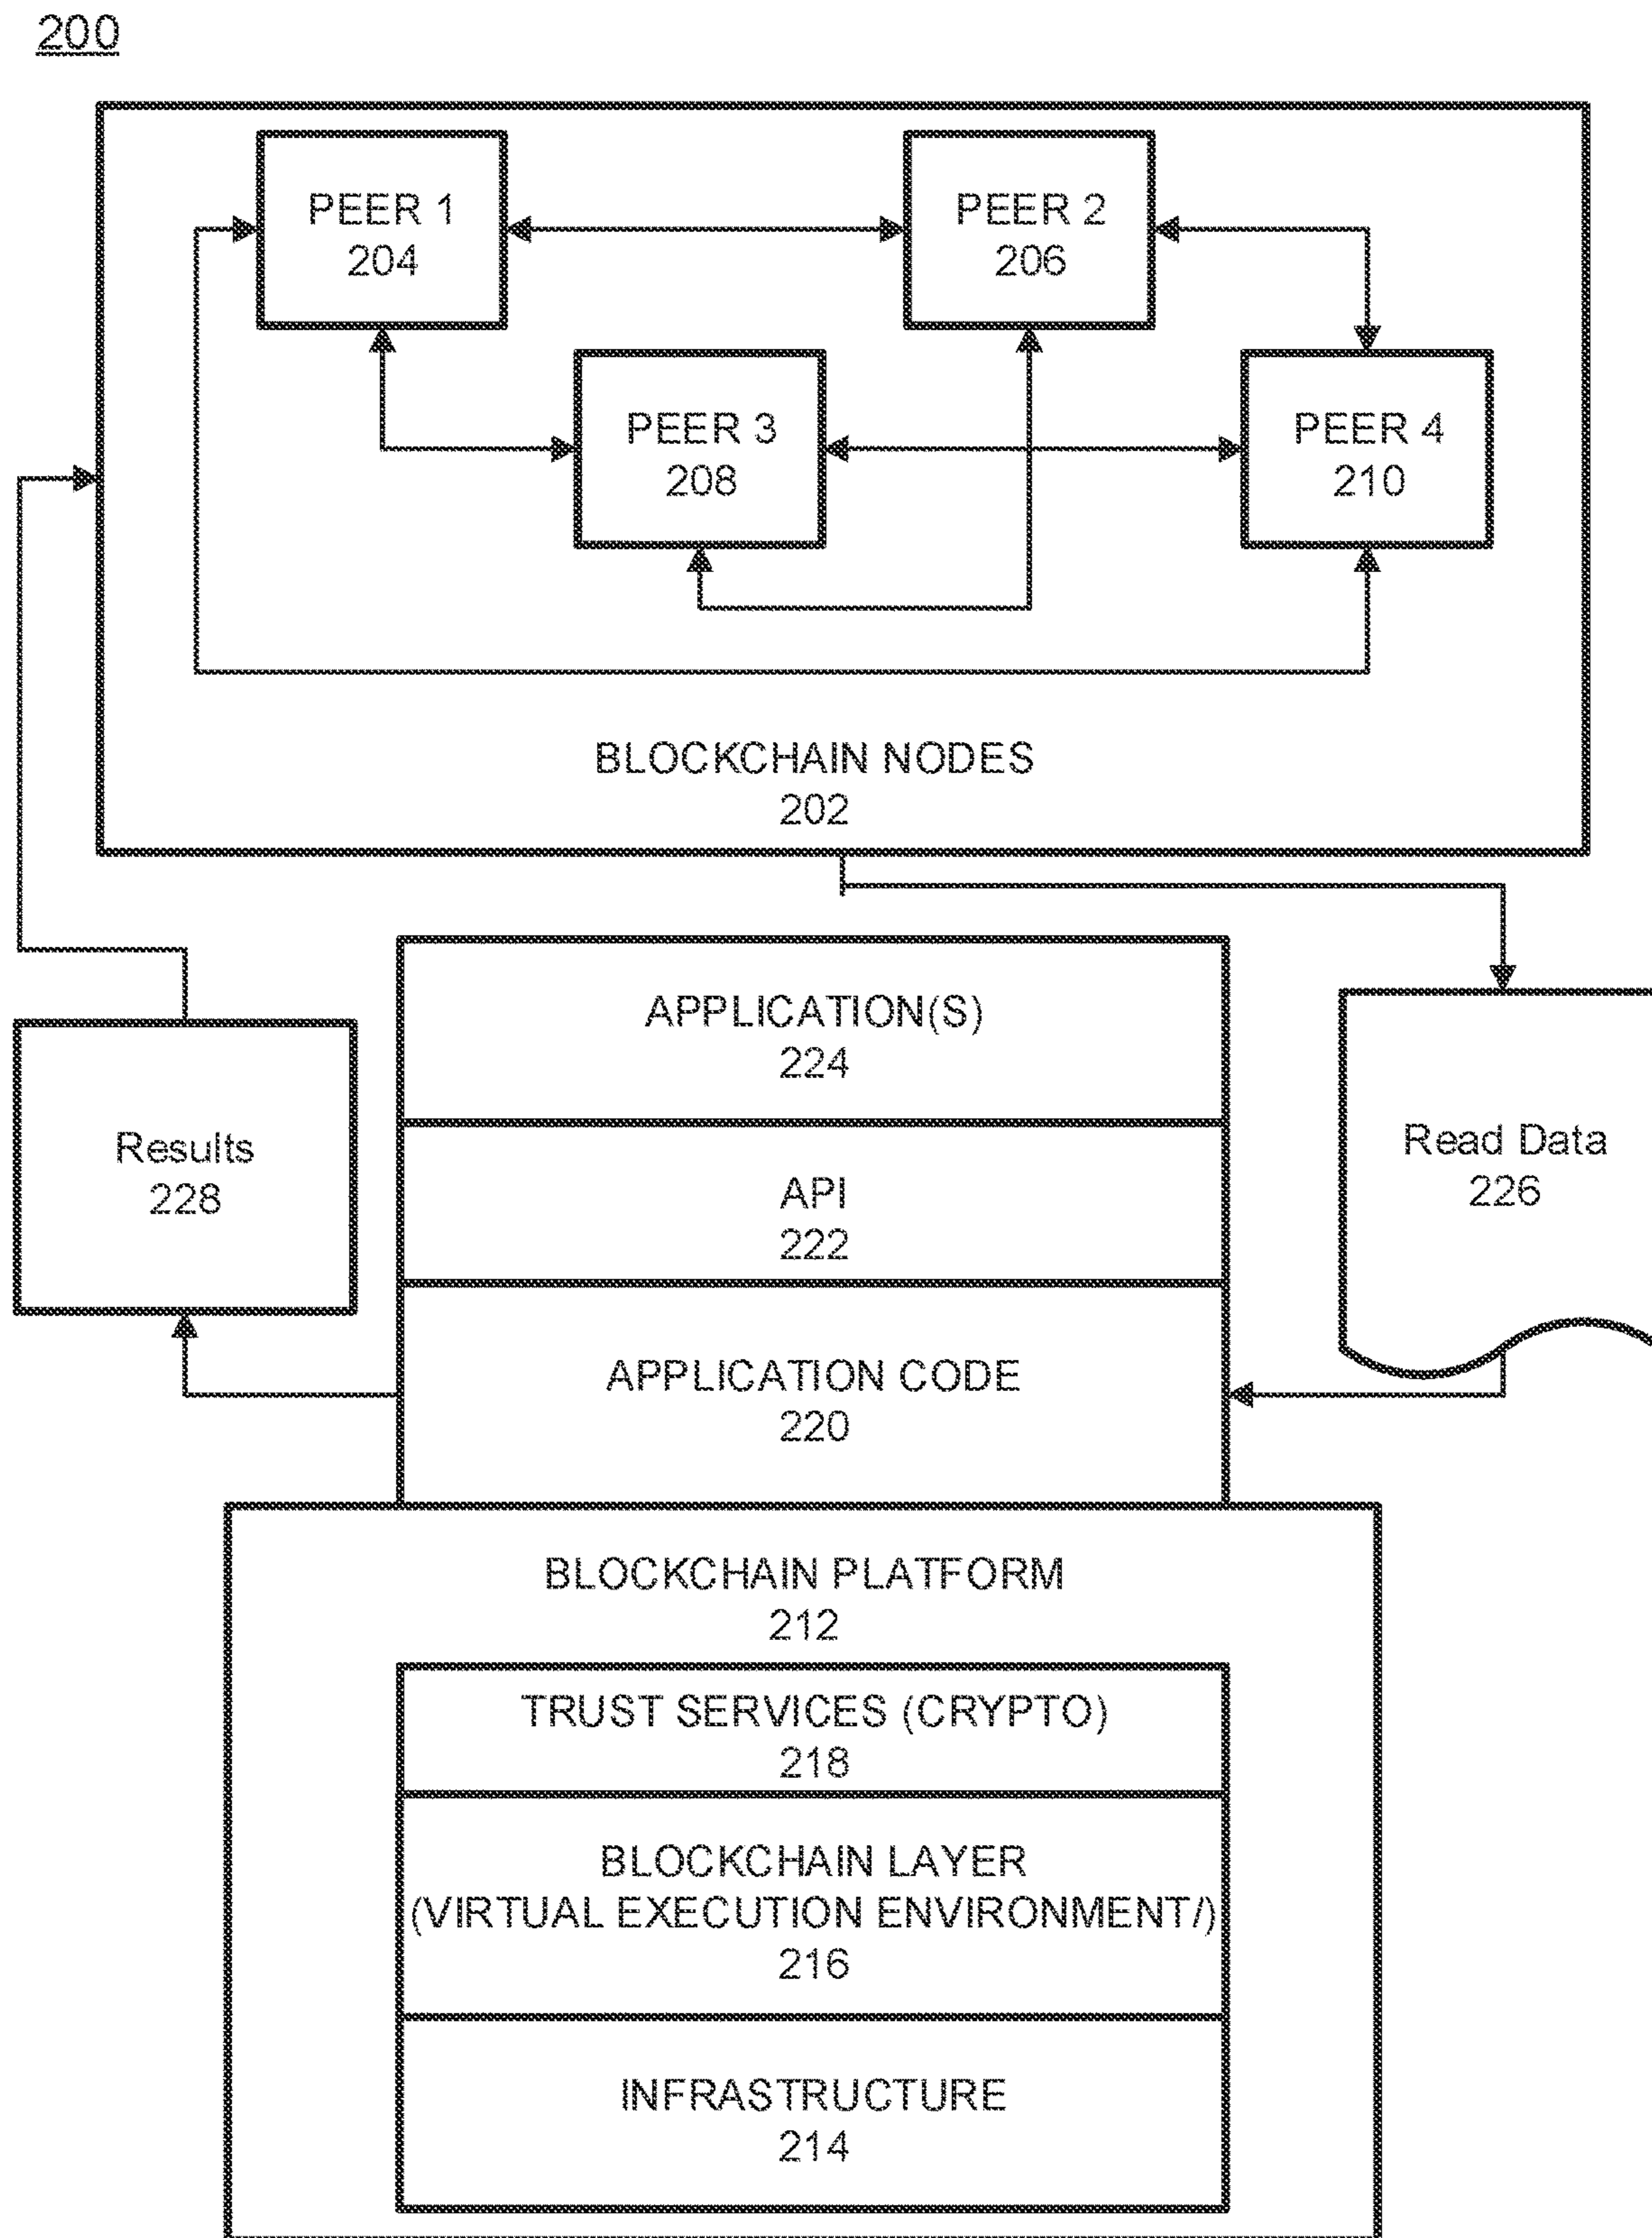 200
PEER 1
204
PEER 2
206
PEER 3
208
PEER 4
210
BLOCKCHAIN NODES
202
APPLICATION(S)
224
Results
228
API
222
Read Data
226
APPLICATION CODE
220
BLOCKCHAIN PLATFORM
212
TRUST SERVICES (CRYPTO)
218
BLOCKCHAIN LAYER
(VIRTUAL EXECUTION ENVIRONMENT/)
216
INFRASTRUCTURE
214